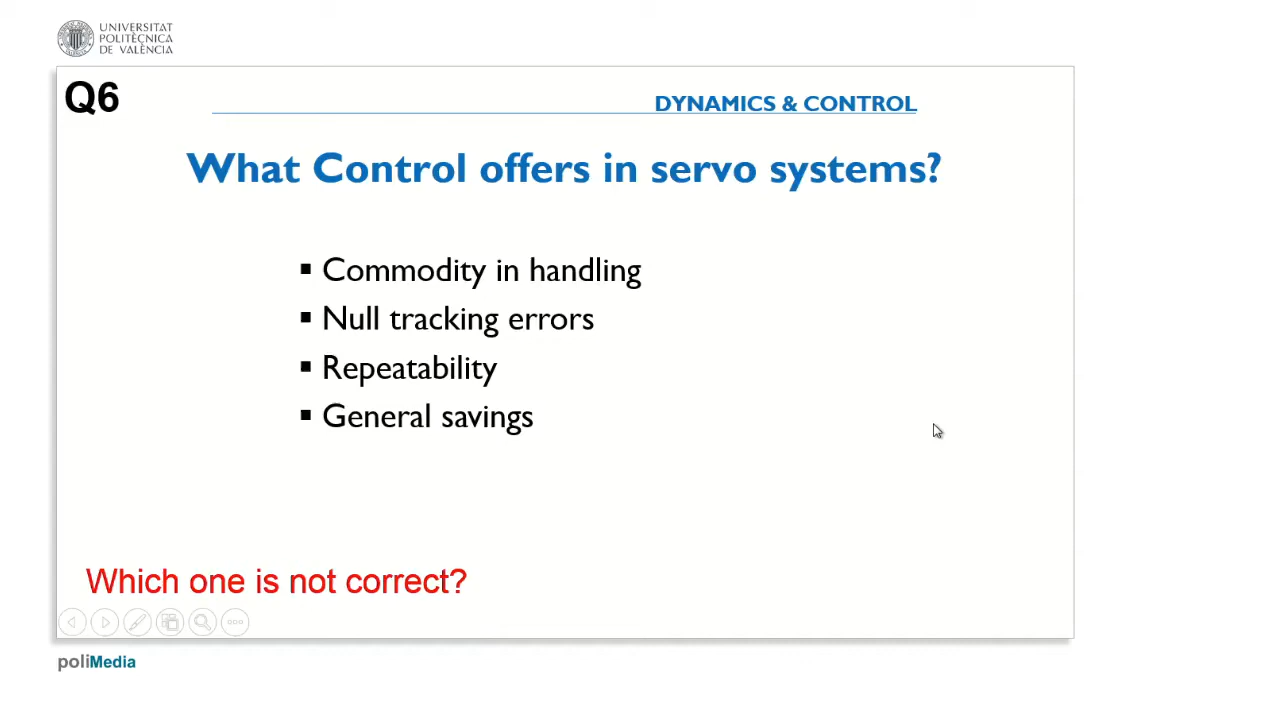 UNIVERSITAT
POLITÈCNICA
DE VALÈNCIA
Q6
DYNAMICS & CONTROL
What Control offers in servo systems?
▪ Commodity in handling
▪ Null tracking errors
▪ Repeatability
▪ General savings
Which one is not correct?
poliMedia